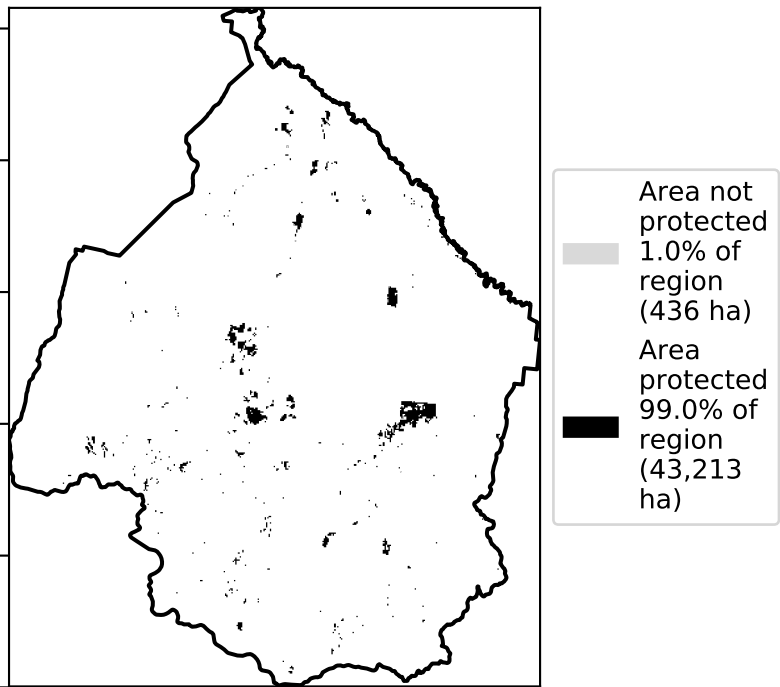 Area not
protected
1.0% of
region
(436 ha)
Area
protected
99.0% of
region
(43,213
ha)